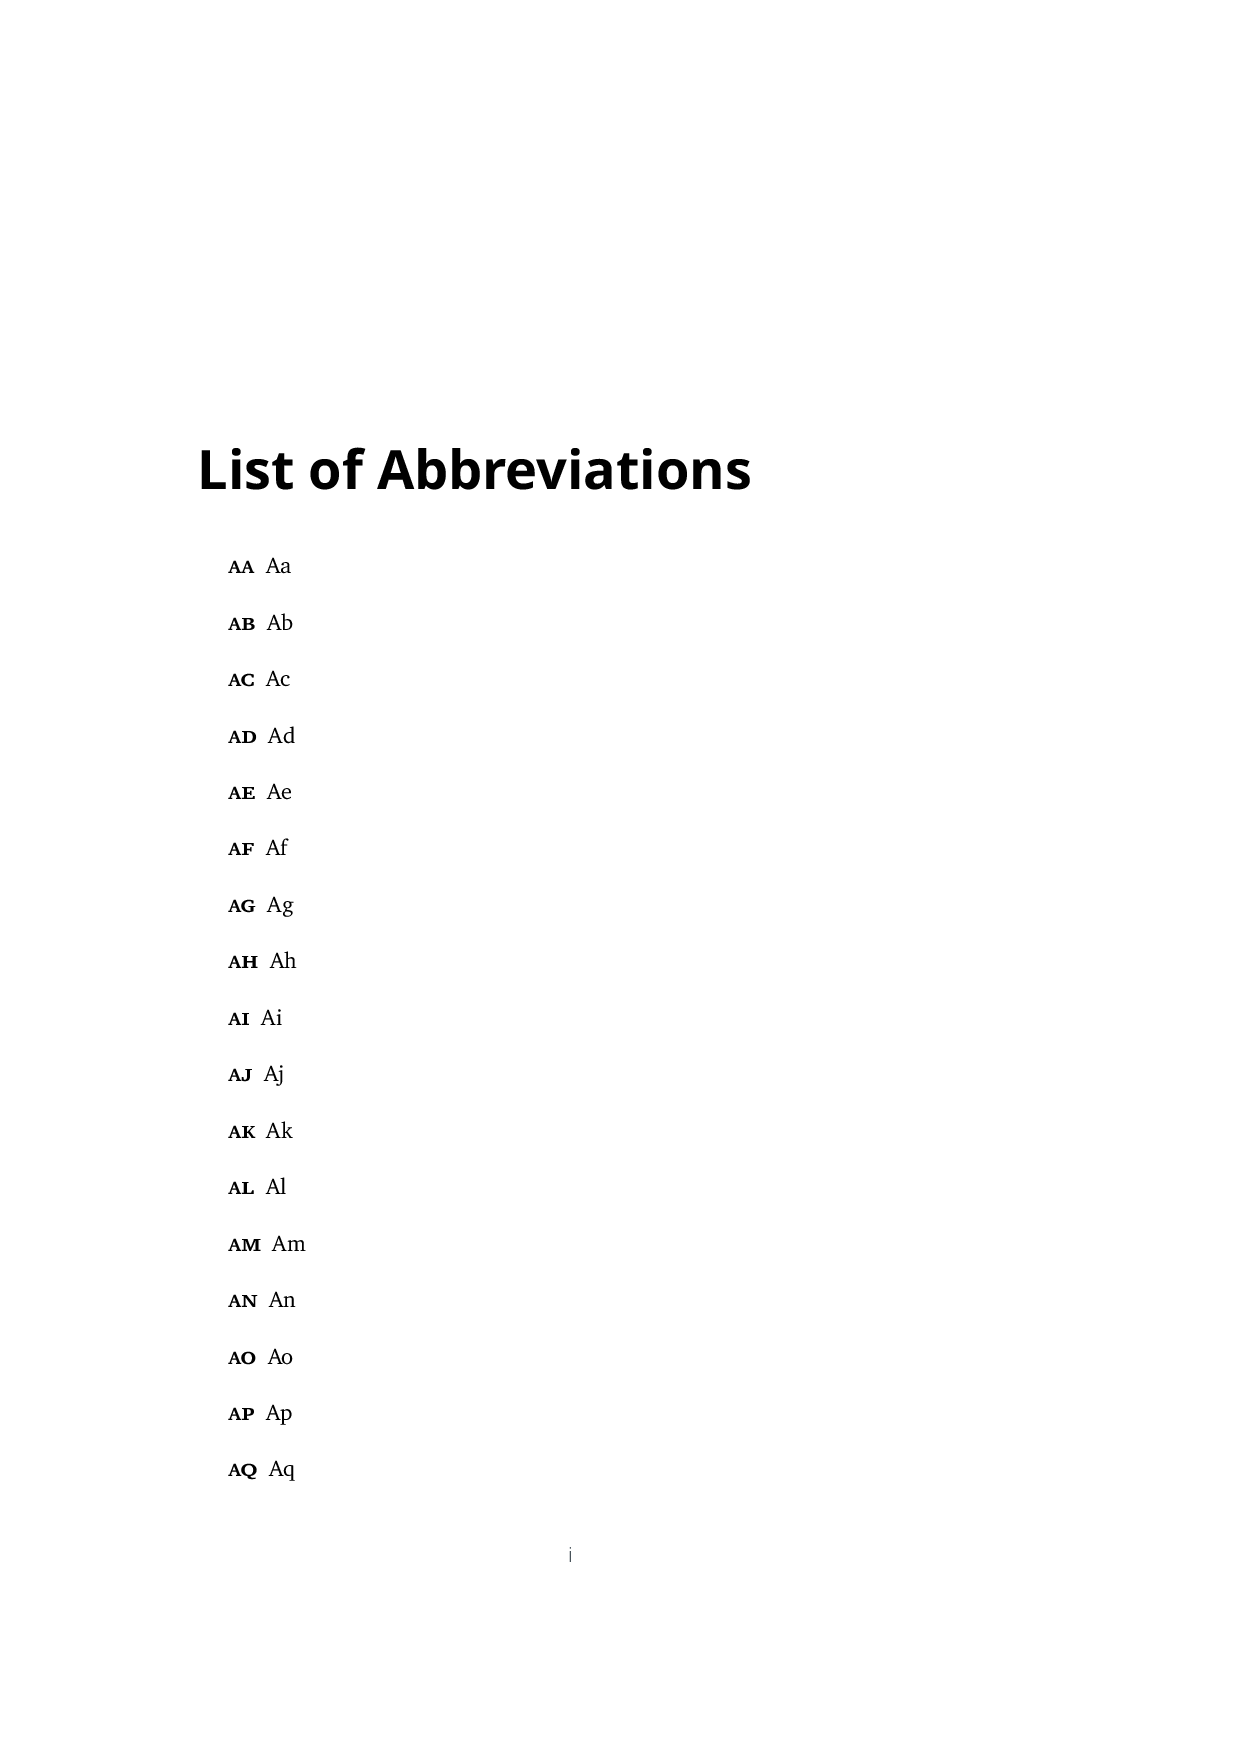 List of Abbreviations
AA Aa
AB Ab
AC Ac
AD Ad
AE Ae
AF Af
AG Ag
AH Ah
AI Ai
AJ Aj
AK Ak
AL Al
AM Am
AN An
AO Ao
AP Ap
AQ Aq
i